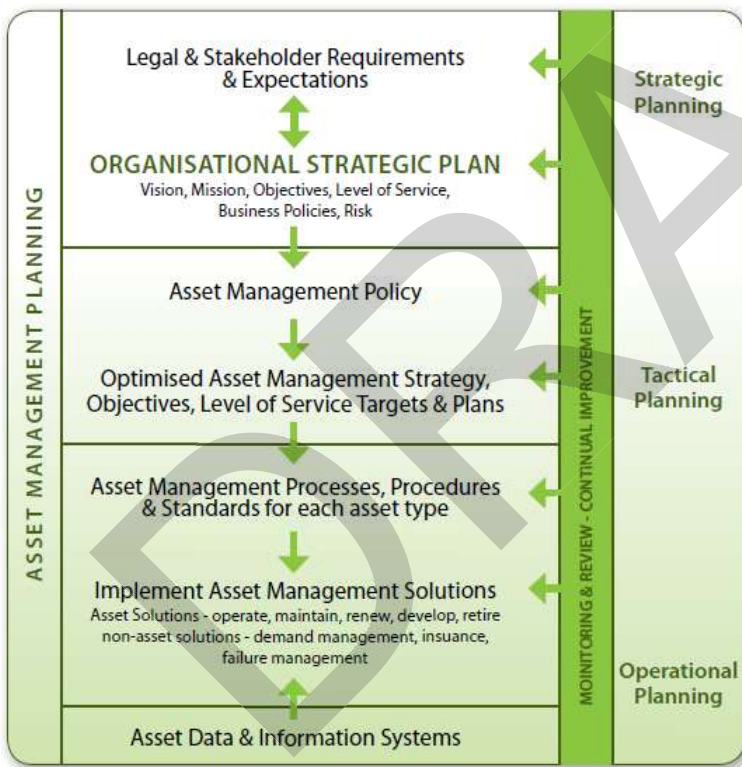 ASSET MANAGEMENT PLANNING
Legal & Stakeholder Requirements
& Expectations
ORGANISATIONAL STRATEGIC PLAN
Vision, Mission, Objectives, Level of Service,
Business Policies, Risk
Asset Management Policy
Optimised Asset Management Strategy,
Objectives, Level of Service Targets & Plans
Asset Management Processes, Procedures
& Standards for each asset type
Implement Asset Management Solutions
Asset Solutions - operate, maintain, renew, develop, retire
non-asset solutions - demand management, insuance,
failure management
Asset Data & Information Systems
MOINITORING & REVIEW - CONTINUAL IMPROVEMENT
Strategic
Planning
Tactical
Planning
Operational
Planning
DRA